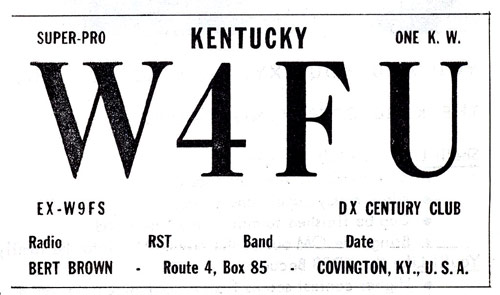 SUPER-PRO KENTUCKY ONE K. W.
W4FU
EX-W9FS DX CENTURY CLUB
Radio RST Band Date
BERT BROWN - Route 4, Box 85 - COVINGTON, KY., U. S. A.